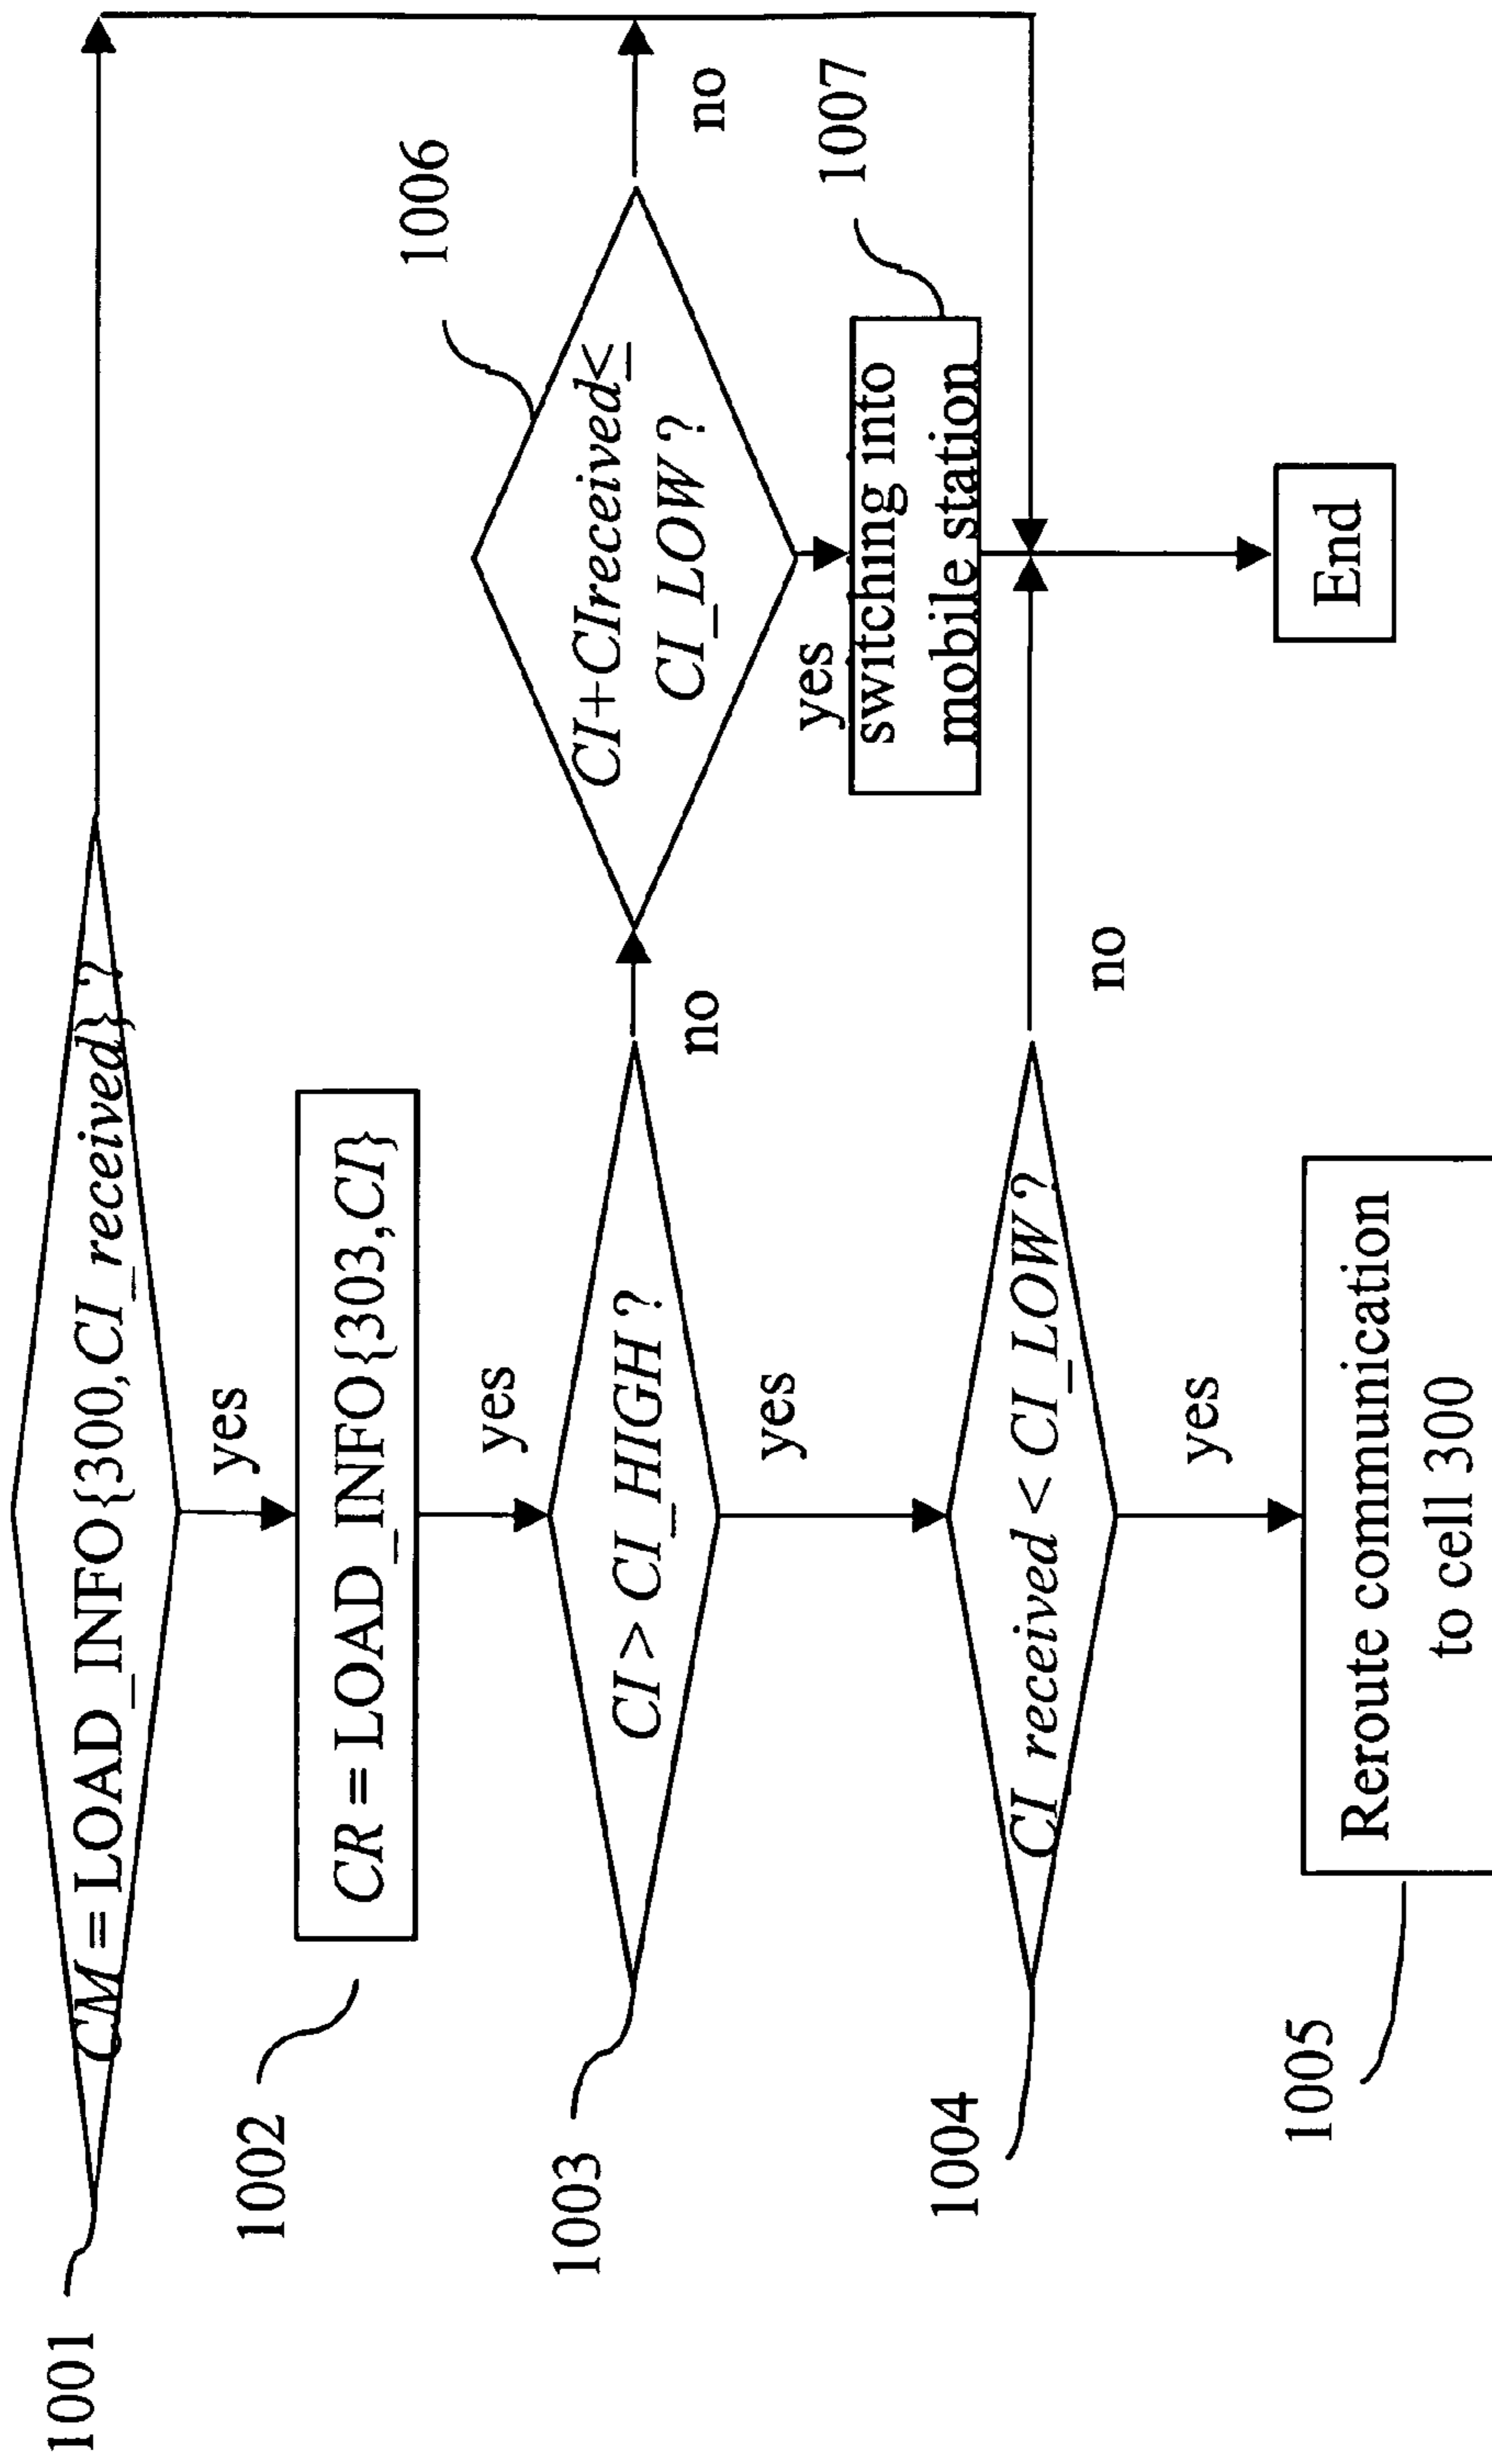 1001
CM = LOAD_INFO{300,CI_received} ?
yes
1002
CR = LOAD_INFO{303,CI}
yes
1003
CI > CI_HIGH ?
no
CI+CIreceived<_
CI_LOW ?
1006
no
yes
yes
switching into
mobile station
1007
1004
CI received < CI_LOW ?
no
yes
1005
Reroute communication
to cell 300
End